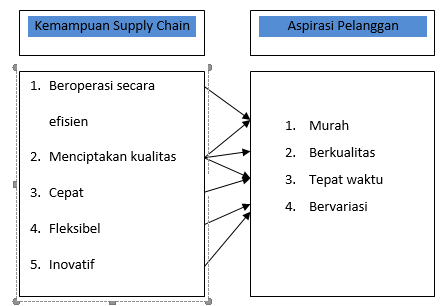 Kemampuan Supply Chain
1. Beroperasi secara
efisien
2. Menciptakan kualitas
3. Cepat
4. Fleksibel
5. Inovatif
Aspirasi Pelanggan
1. Murah
2. Berkualitas
3. Tepat waktu
4. Bervariasi